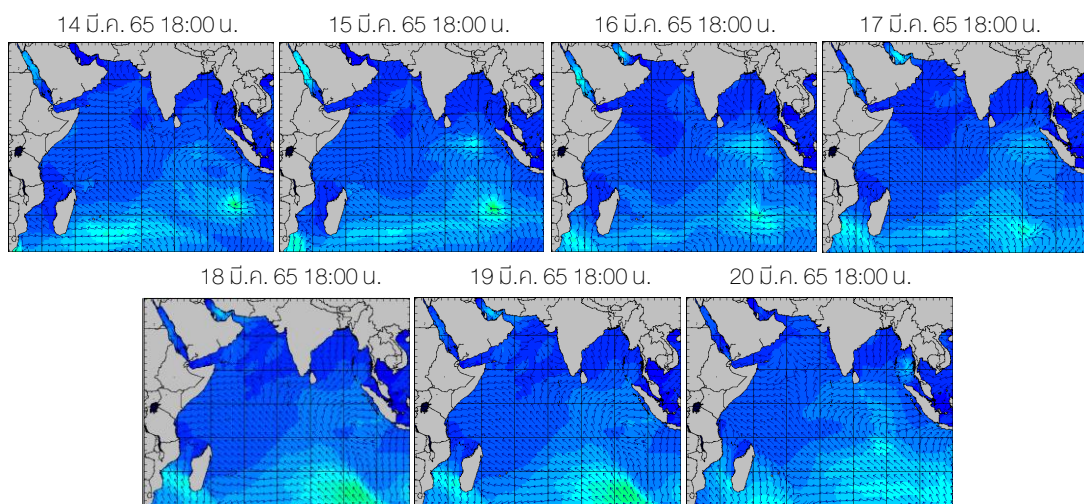 14 มี.ค. 65 18:00 น.
15 มี.ค. 65 18:00 น.
16 มี.ค. 65 18:00 น.
17 มี.ค. 65 18:00 น.
18 มี.ค. 65 18:00 น.
19 มี.ค. 65 18:00 น.
20 มี.ค. 65 18:00 น.